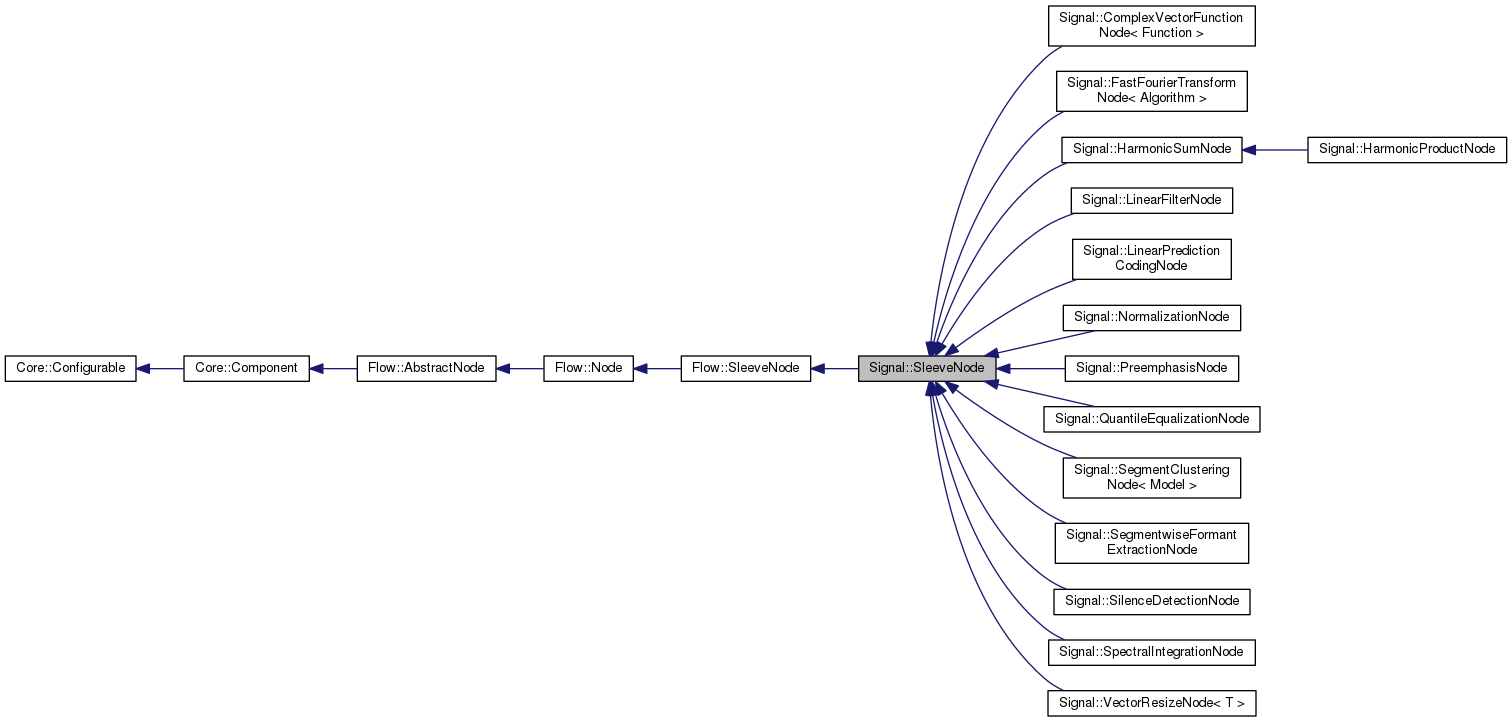 Signal::ComplexVectorFunction
Node< Function >
Signal::FastFourierTransform
Node< Algorithm >
Signal::HarmonicSumNode
Signal::HarmonicProductNode
Signal::LinearFilterNode
Signal::LinearPrediction
CodingNode
Signal::NormalizationNode
Core::Configurable
Core::Component
Flow::AbstractNode
Flow::Node
Flow::SleeveNode
Signal::SleeveNode
Signal::PreemphasisNode
Signal::QuantileEqualizationNode
Signal::SegmentClustering
Node< Model >
Signal::SegmentwiseFormant
ExtractionNode
Signal::SilenceDetectionNode
Signal::SpectralIntegrationNode
Signal::VectorResizeNode< T >